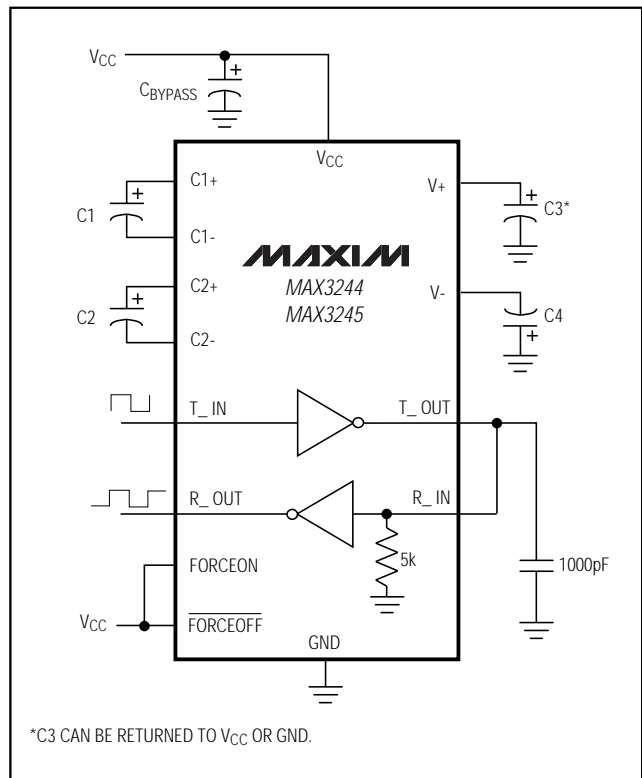 VCC
CBYPASS
+
VCC
C1+
V+
+
+
C1
C3*
C1-
MAXIM
C2+
MAX3244
V-
+
C2
MAX3245
C4
C2-
+
T_ IN
T_ OUT
R_ OUT
R_ IN
5k
1000pF
FORCEON
VCC
FORCEOFF
GND
*C3 CAN BE RETURNED TO VCC OR GND.